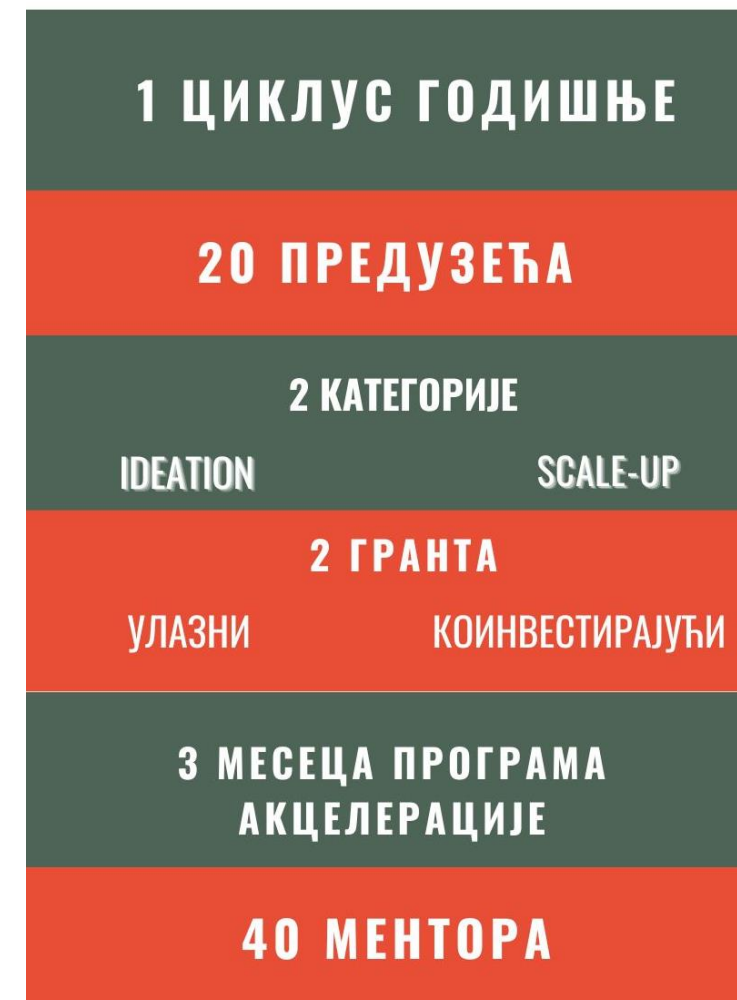 1 ЦИКЛУС ГОДИШЊЕ
20 ПРЕДУЗЕЋА
2 КАТЕГОРИЈЕ
IDEATION SCALE-UP
2 ГРАНТА
УЛАЗНИ КОИНВЕСТИРАЈУЋИ
3 МЕСЕЦА ПРОГРАМА
АКЦЕЛЕРАЦИЈЕ
40 МЕНТОРА